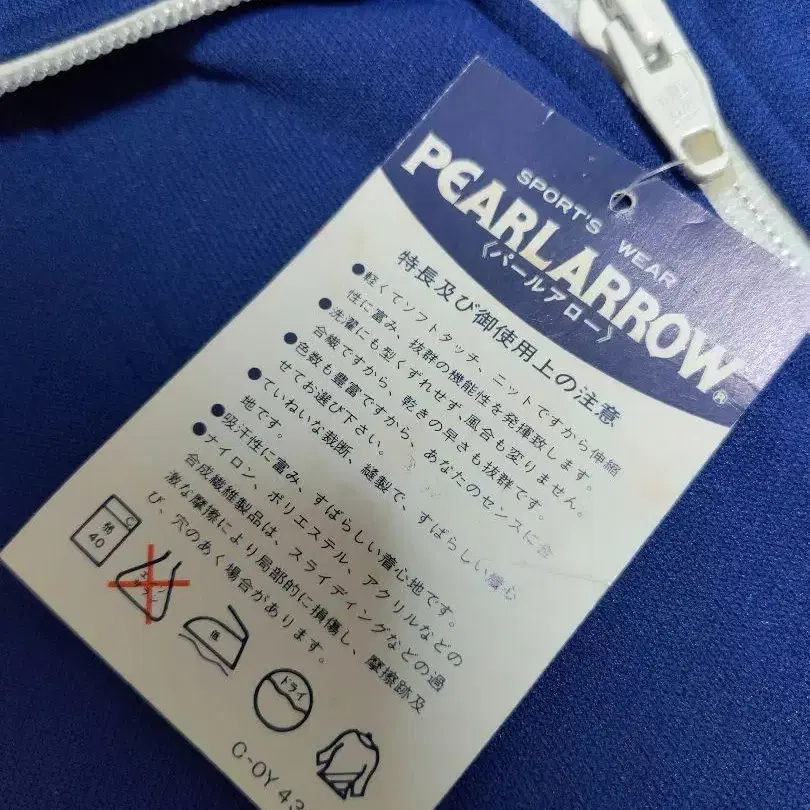 SPORT'S WEAR
PEARLARROW®
《パールアロー》
特長及び御使用上の注意
●軽くてソフトタッチ、ニットですから伸縮
性に富み、抜群の機能性を発揮致します。
●洗濯にも型くずれせず、風合も変りません。
合繊ですから、乾きの早さも抜群です。
●色数も豊富ですから、あなたのセンスに合
せてお選び下さい。
●ていねいな裁断、縫製で、すばらしい着心
地です。
●吸汗性に富み、すばらしい着心地です。
●ナイロン、ポリエステル、アクリルなどの
合成繊維製品は、スライディングなどの過
激な摩擦により局部的に損傷し、摩擦跡及
び、穴のあく場合があります。
C
40
低
ドライ
C-OY 43